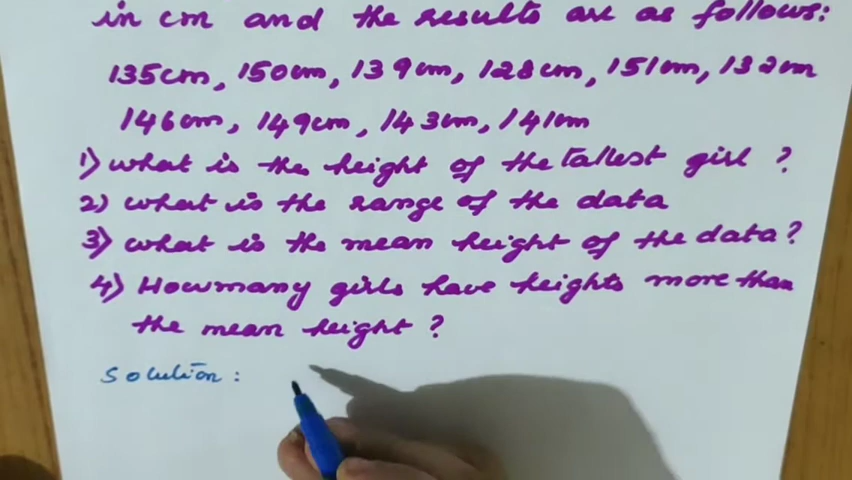 in cm and the results are as follows:
135cm, 150cm, 139cm, 128cm, 151cm, 132cm
146cm, 149cm, 143cm, 141cm
1) what is the height of the tallest girl ?
2) what is the range of the data
3) what is the mean height of the data?
4) Howmany girls have heights more than
the mean height ?
Solution :